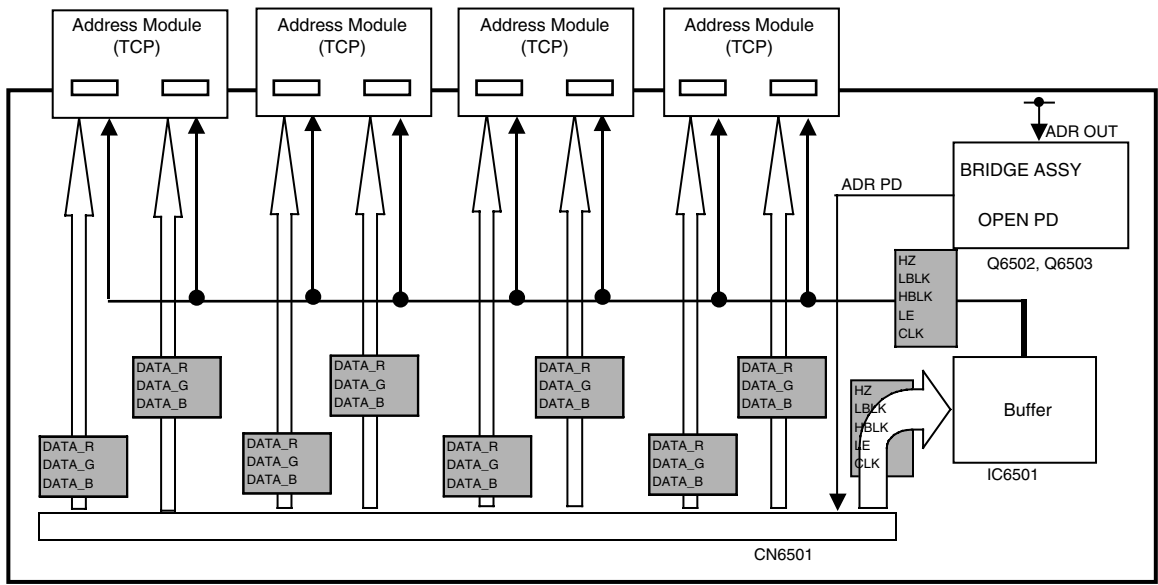 Address Module
(TCP)
Address Module
(TCP)
Address Module
(TCP)
Address Module
(TCP)
ADR OUT
BRIDGE ASSY
OPEN PD
ADR PD
Q6502, Q6503
HZ
LBLK
HBLK
LE
CLK
DATA_R
DATA_G
DATA_B
DATA_R
DATA_G
DATA_B
DATA_R
DATA_G
DATA_B
DATA_R
DATA_G
DATA_B
DATA_R
DATA_G
DATA_B
DATA_R
DATA_G
DATA_B
DATA_R
DATA_G
DATA_B
DATA_R
DATA_G
DATA_B
HZ
LBLK
HBLK
LE
CLK
Buffer
IC6501
CN6501